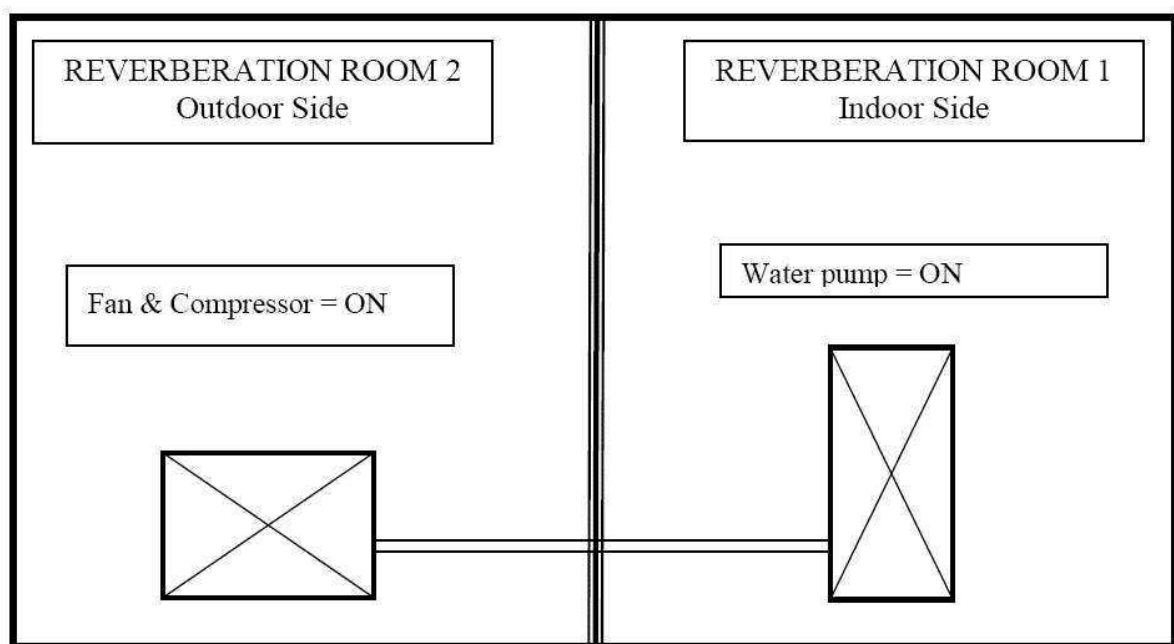 REVERBERATION ROOM 2
Outdoor Side
REVERBERATION ROOM 1
Indoor Side
Fan & Compressor = ON
Water pump = ON